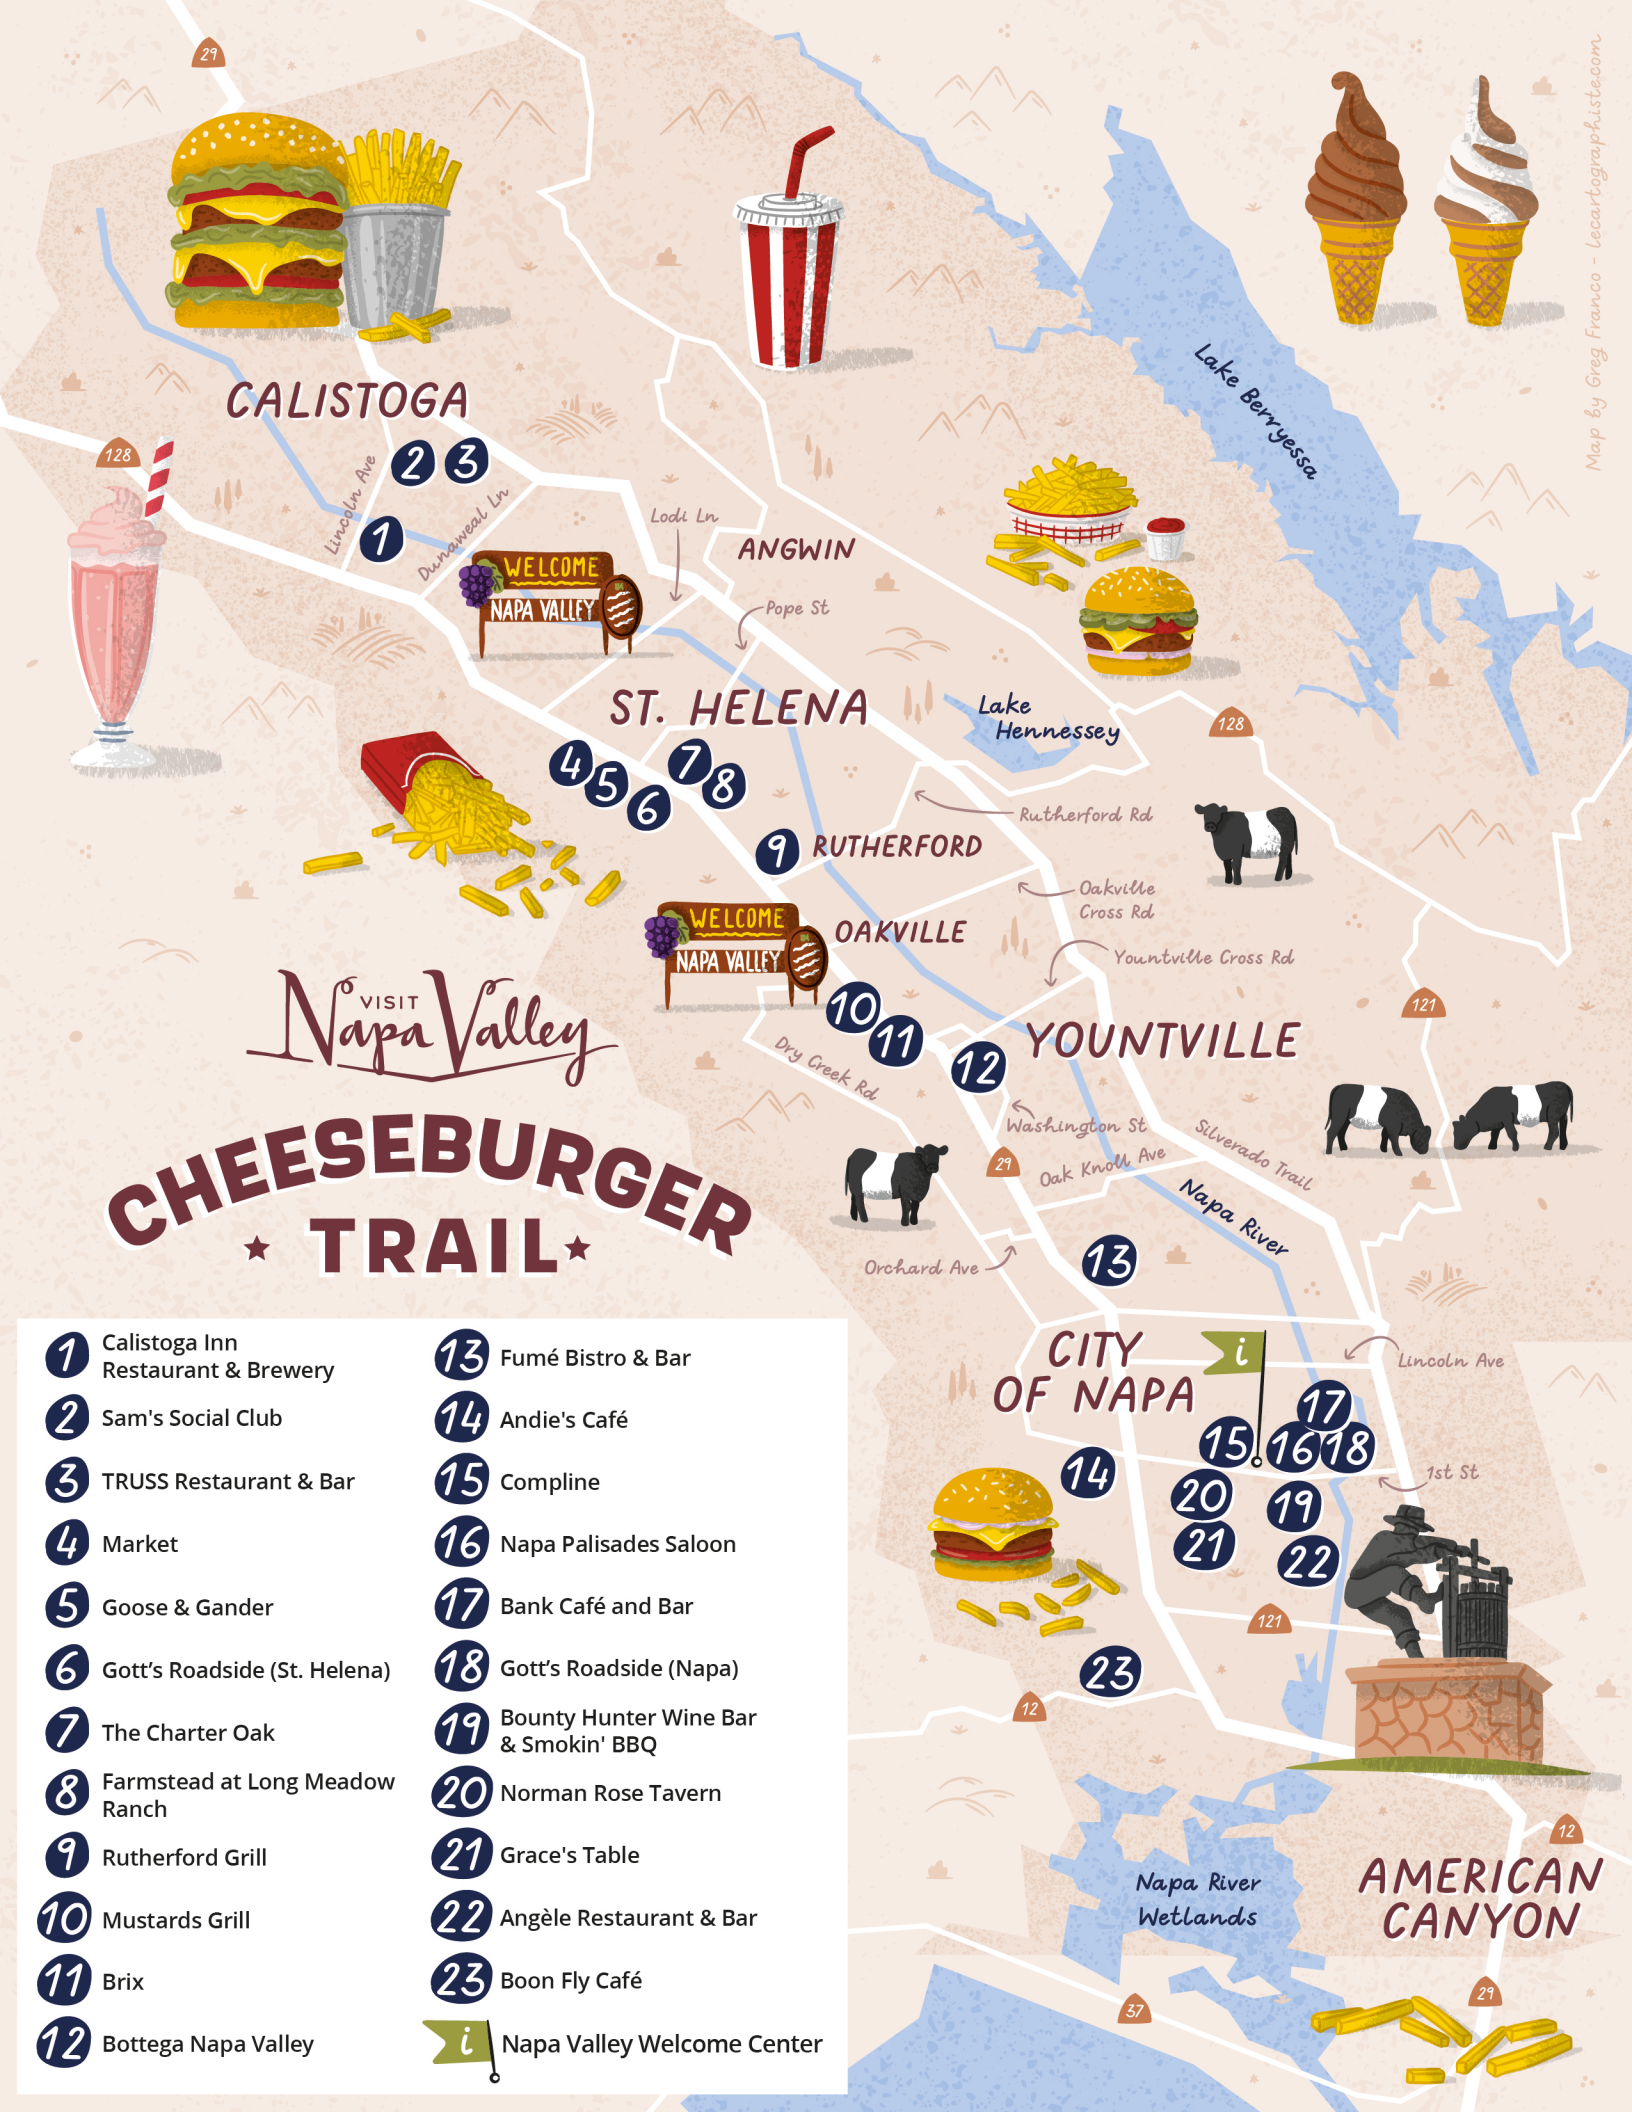 29
Map by Greg Franco - lecartographiste.com
Lake Berryessa
CALISTOGA
128
2
3
Lincoln Ave
1
Dunaweal Ln
Lodi Ln
ANGWIN
WELCOME
NAPA VALLEY
Pope St
ST. HELENA
Lake
Hennessey
128
4
5
6
7
8
Rutherford Rd
9
RUTHERFORD
Oakville
Cross Rd
WELCOME
NAPA VALLEY
OAKVILLE
Yountville Cross Rd
10
11
121
12
YOUNTVILLE
Dry Creek Rd
Washington St
Silverado Trail
29
Oak Knoll Ave
Napa River
Orchard Ave
13
VISIT
Napa Valley
CHEESEBURGER
TRAIL
CITY
OF NAPA
i
Lincoln Ave
17
15
16
18
14
1st St
20
19
21
22
121
23
12
12
Napa River
Wetlands
AMERICAN
CANYON
29
37
1 Calistoga Inn
Restaurant & Brewery
2 Sam's Social Club
3 TRUSS Restaurant & Bar
4 Market
5 Goose & Gander
6 Gott's Roadside (St. Helena)
7 The Charter Oak
8 Farmstead at Long Meadow
Ranch
9 Rutherford Grill
10 Mustards Grill
11 Brix
12 Bottega Napa Valley
13 Fumé Bistro & Bar
14 Andie's Café
15 Compline
16 Napa Palisades Saloon
17 Bank Café and Bar
18 Gott's Roadside (Napa)
19 Bounty Hunter Wine Bar
& Smokin' BBQ
20 Norman Rose Tavern
21 Grace's Table
22 Angèle Restaurant & Bar
23 Boon Fly Café
i Napa Valley Welcome Center